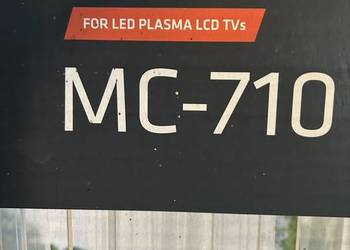 FOR LED PLASMA LCD TVs
MC-710